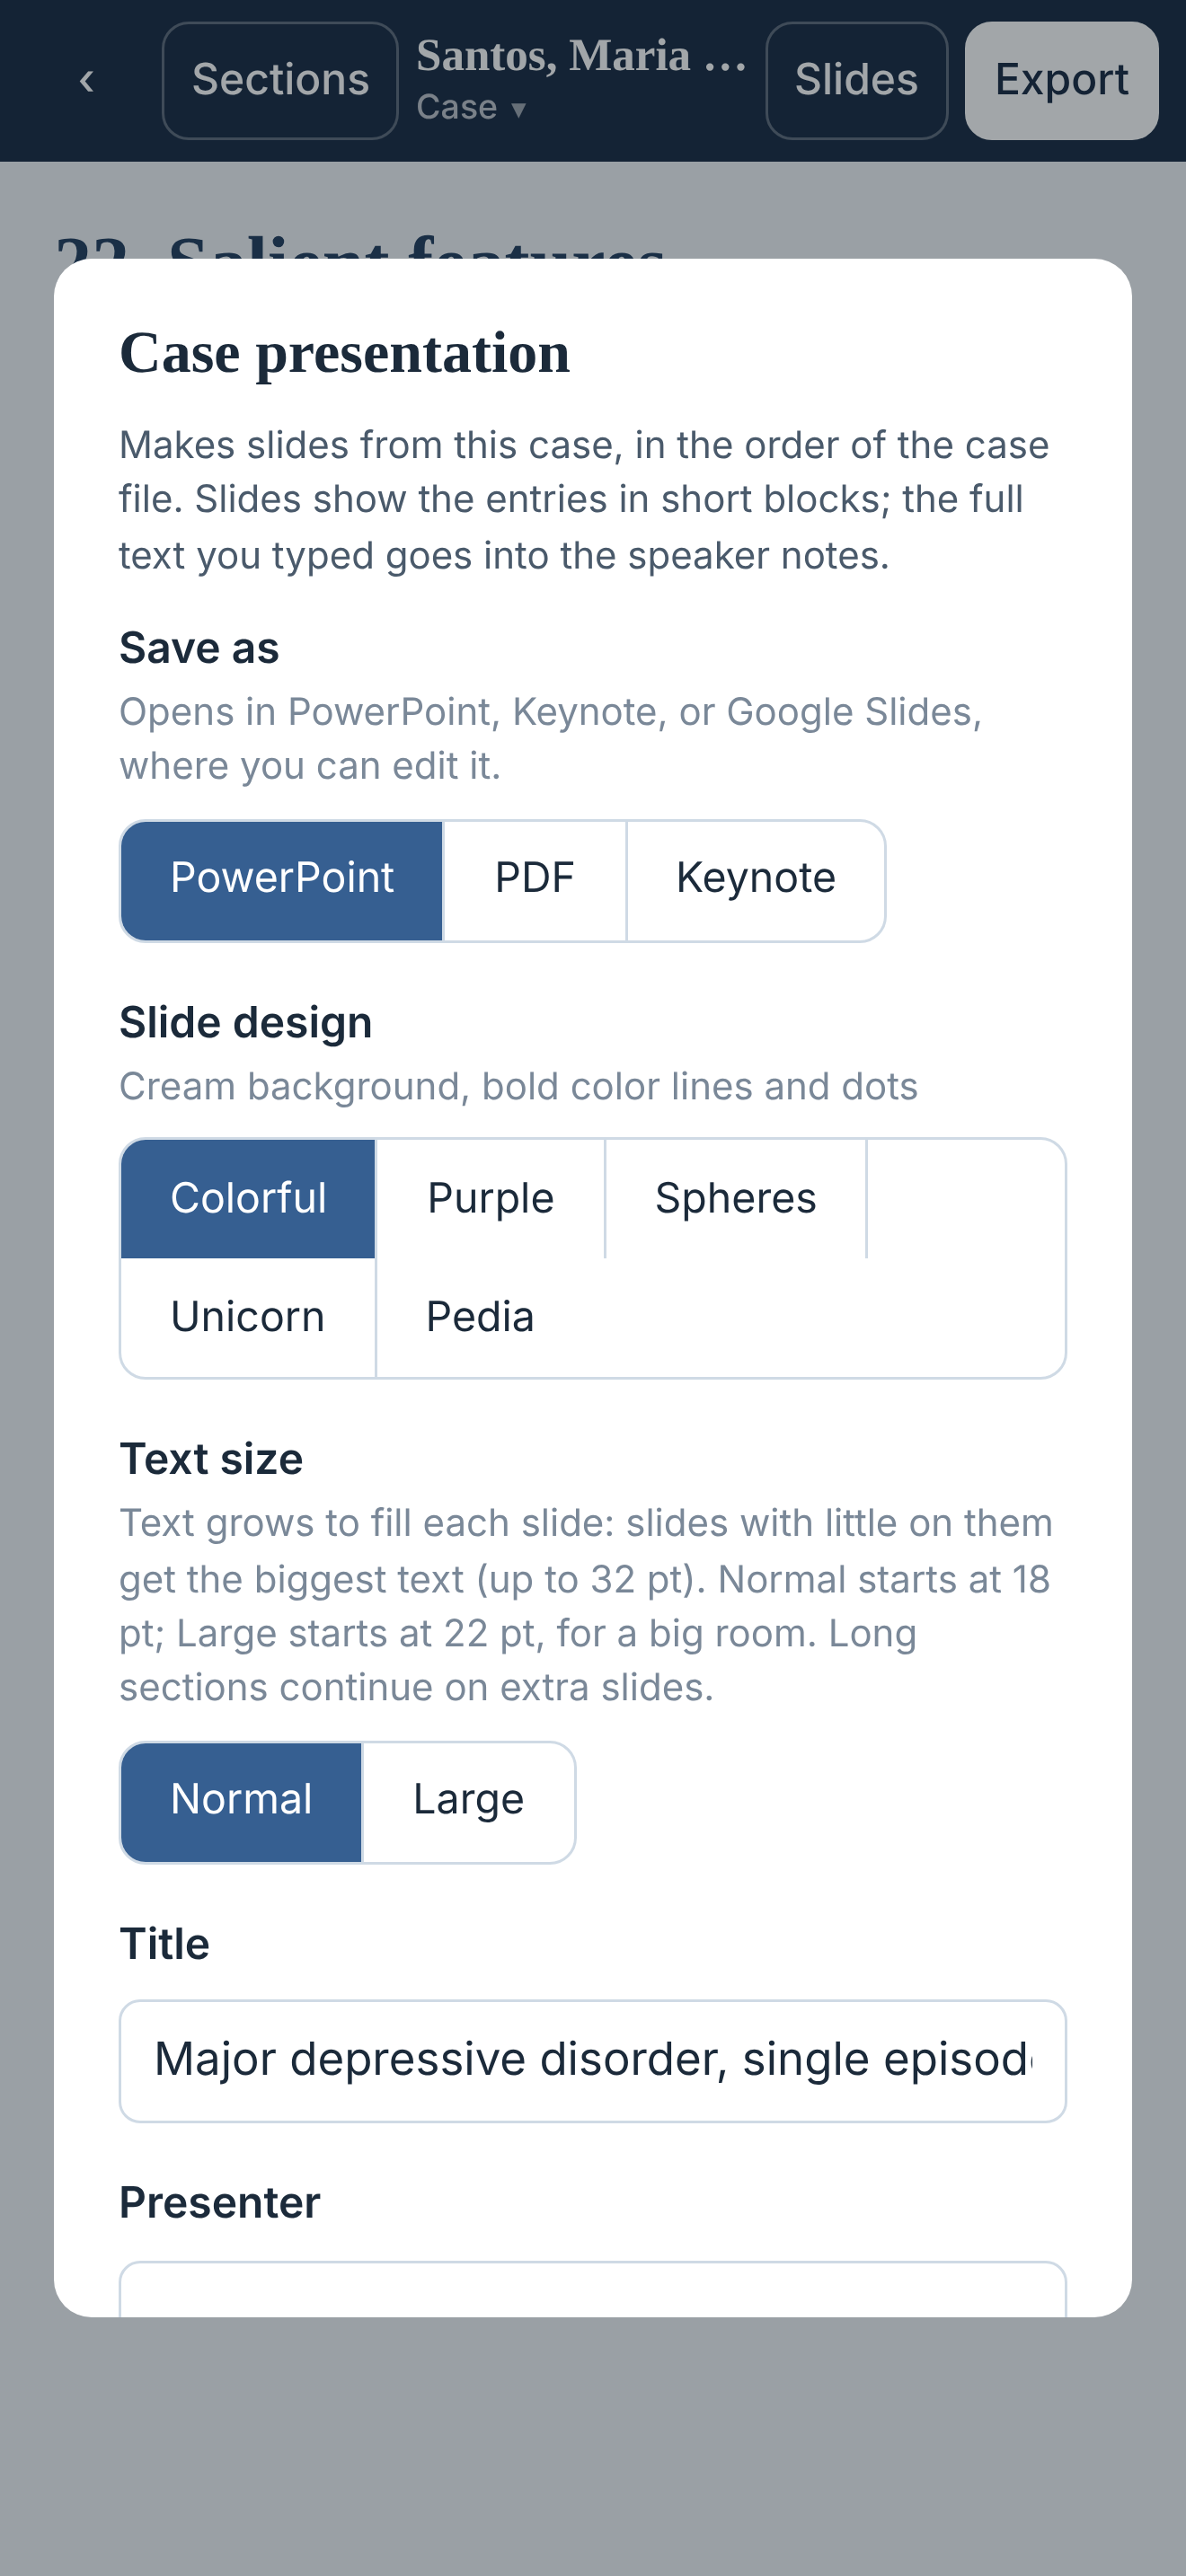 ‹ Sections Santos, Maria … Slides Export
Case ▾
22. Salient features
Case presentation
Makes slides from this case, in the order of the case
file. Slides show the entries in short blocks; the full
text you typed goes into the speaker notes.
Save as
Opens in PowerPoint, Keynote, or Google Slides,
where you can edit it.
PowerPoint PDF Keynote
Slide design
Cream background, bold color lines and dots
Colorful Purple Spheres
Unicorn Pedia
Text size
Text grows to fill each slide: slides with little on them
get the biggest text (up to 32 pt). Normal starts at 18
pt; Large starts at 22 pt, for a big room. Long
sections continue on extra slides.
Normal Large
Title
Major depressive disorder, single episod
Presenter